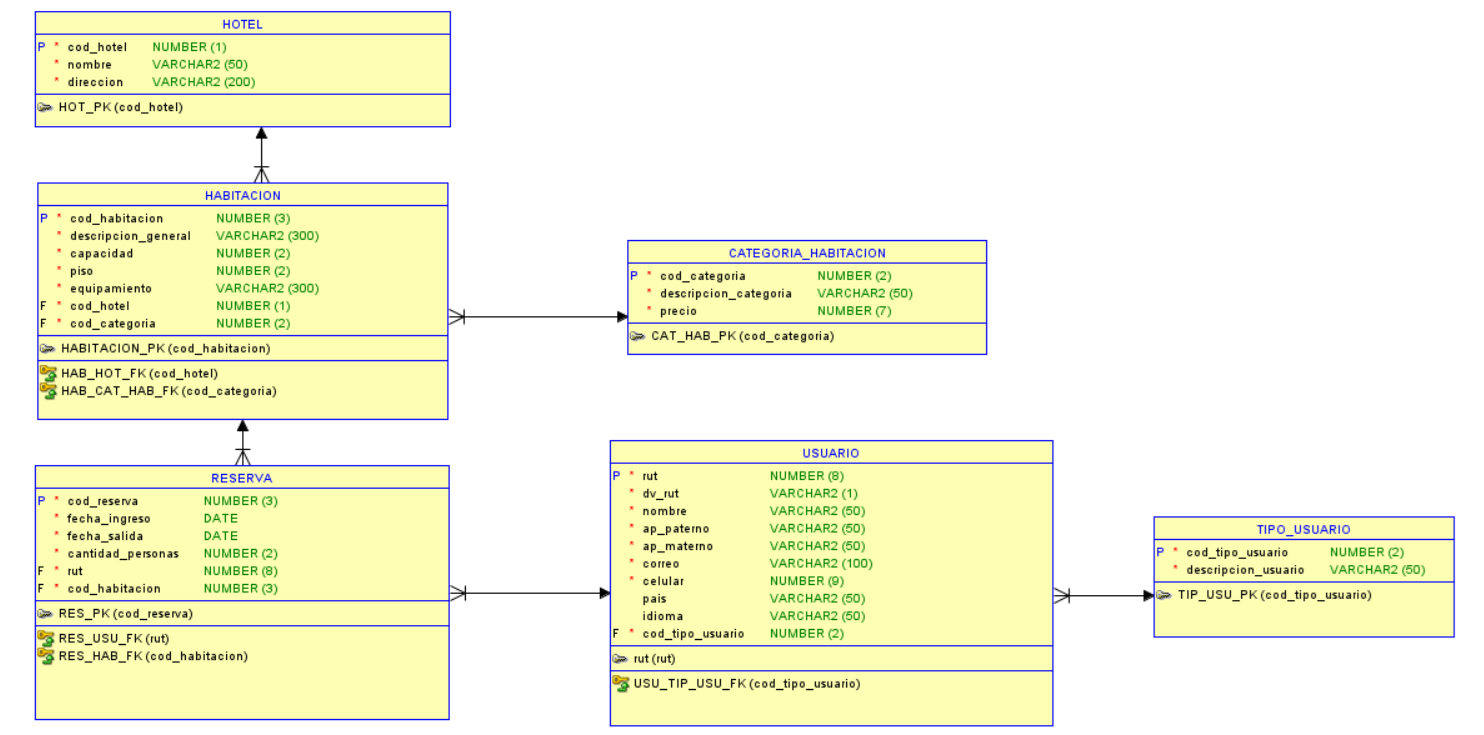 HOTEL
P * cod_hotel NUMBER (1)
* nombre VARCHAR2 (50)
* direccion VARCHAR2 (200)
HOT_PK (cod_hotel)
HABITACION
P * cod_habitacion NUMBER (3)
* descripcion_general VARCHAR2 (300)
* capacidad NUMBER (2)
* piso NUMBER (2)
* equipamiento VARCHAR2 (300)
F * cod_hotel NUMBER (1)
F * cod_categoria NUMBER (2)
HABITACION_PK (cod_habitacion)
HAB_HOT_FK (cod_hotel)
HAB_CAT_HAB_FK (cod_categoria)
CATEGORIA_HABITACION
P * cod_categoria NUMBER (2)
* descripcion_categoria VARCHAR2 (50)
* precio NUMBER (7)
CAT_HAB_PK (cod_categoria)
RESERVA
P * cod_reserva NUMBER (3)
* fecha_ingreso DATE
* fecha_salida DATE
* cantidad_personas NUMBER (2)
F * rut NUMBER (8)
F * cod_habitacion NUMBER (3)
RES_PK (cod_reserva)
RES_USU_FK (rut)
RES_HAB_FK (cod_habitacion)
USUARIO
P * rut NUMBER (8)
* dv_rut VARCHAR2 (1)
* nombre VARCHAR2 (50)
* ap_paterno VARCHAR2 (50)
* ap_materno VARCHAR2 (50)
* correo VARCHAR2 (100)
* celular NUMBER (9)
pais VARCHAR2 (50)
idioma VARCHAR2 (50)
F * cod_tipo_usuario NUMBER (2)
rut (rut)
USU_TIP_USU_FK (cod_tipo_usuario)
TIPO_USUARIO
P * cod_tipo_usuario NUMBER (2)
* descripcion_usuario VARCHAR2 (50)
TIP_USU_PK (cod_tipo_usuario)